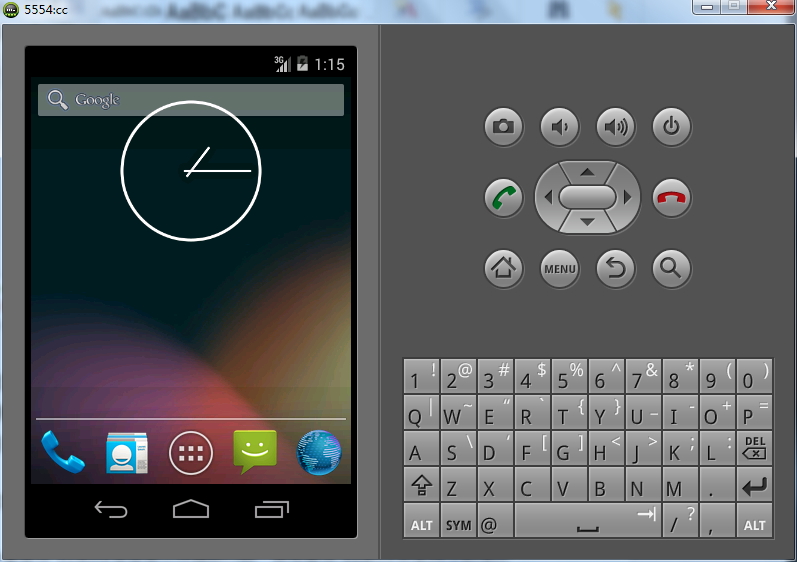 5554:cc
3G 1:15
Google
MENU
1 ! 2 @ 3 # 4 $ 5 % 6 ^ 7 & 8 * 9 ( 0 )
Q | W ~ E “ R ` T { Y } U _ I - O + P =
A S \ D ‘ F [ G ] H < J > K ; L : DEL
Z X C V B N M .
ALT SYM @ / ? , ALT